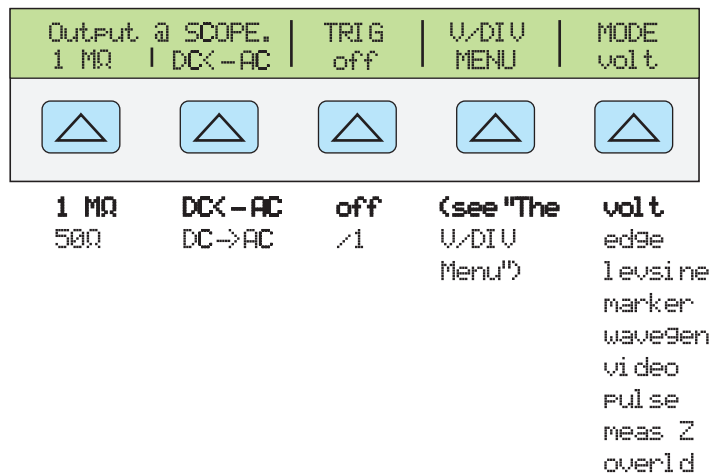 Output @ SCOPE. | TRIG | V/DIV | MODE
1 MΩ | DC<-AC | off | MENU | volt
1 MΩ DC<-AC off (see "The volt
50Ω DC->AC /1 V/DIV edge
Menu") levsine
marker
wavegen
video
pulse
meas Z
overld